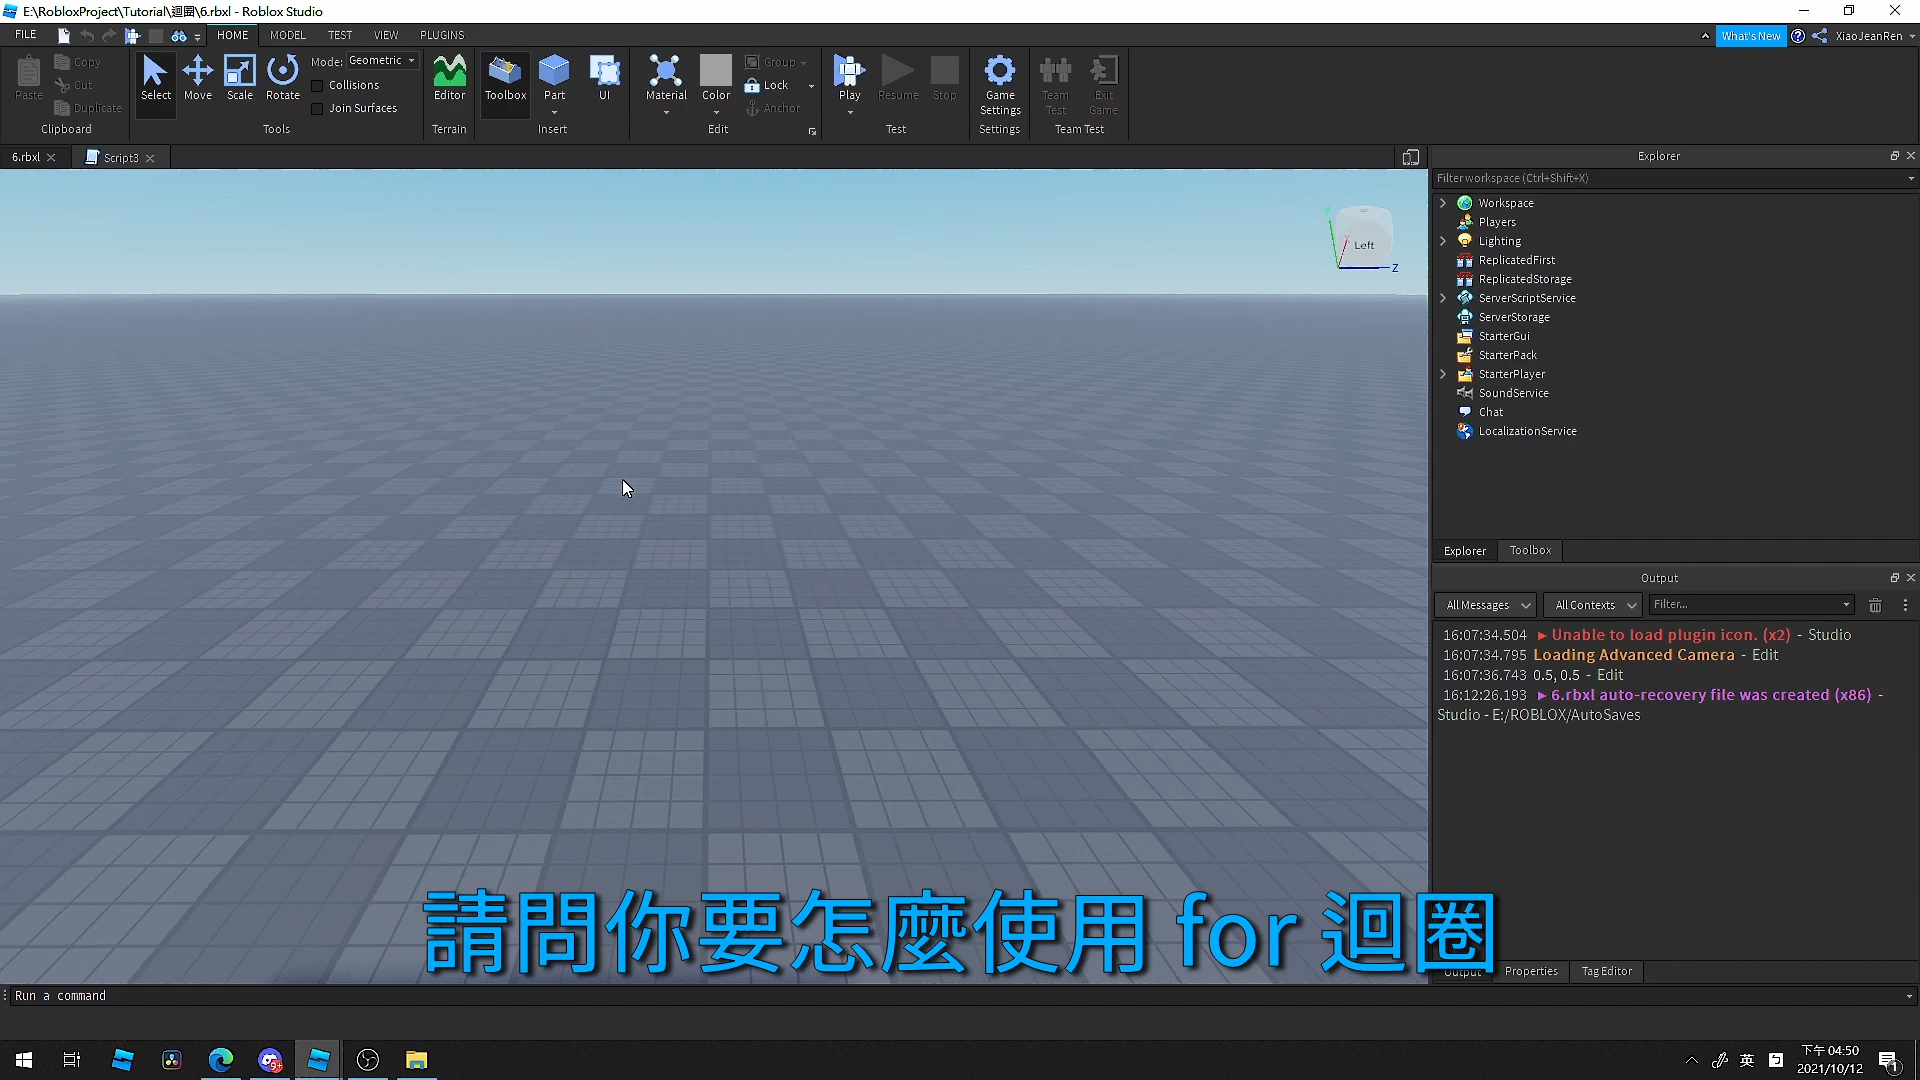 E:\RobloxProject\Tutorial\迴圈\6.rbxl - Roblox Studio
FILE HOME MODEL TEST VIEW PLUGINS What's New XiaoJeanRen
Paste Copy Cut Duplicate Clipboard
Select Move Scale Rotate Mode: Geometric Collisions Join Surfaces Tools
Editor Terrain
Toolbox Part UI Insert
Material Color Group Lock Anchor Edit
Play Resume Stop Test
Game Settings Settings
Team Test Exit Game Team Test
6.rbxl Script3
Left
Z
Explorer
Filter workspace (Ctrl+Shift+X)
Workspace
Players
Lighting
ReplicatedFirst
ReplicatedStorage
ServerScriptService
ServerStorage
StarterGui
StarterPack
StarterPlayer
SoundService
Chat
LocalizationService
Explorer Toolbox
Output
All Messages All Contexts Filter...
16:07:34.504 ▶ Unable to load plugin icon. (x2) - Studio
16:07:34.795 Loading Advanced Camera - Edit
16:07:36.743 0.5, 0.5 - Edit
16:12:26.193 ▶ 6.rbxl auto-recovery file was created (x86) -
Studio - E:/ROBLOX/AutoSaves
請問你要怎麼使用 for 迴圈
Output Properties Tag Editor
Run a command
9+
英
下午 04:50
2021/10/12
1